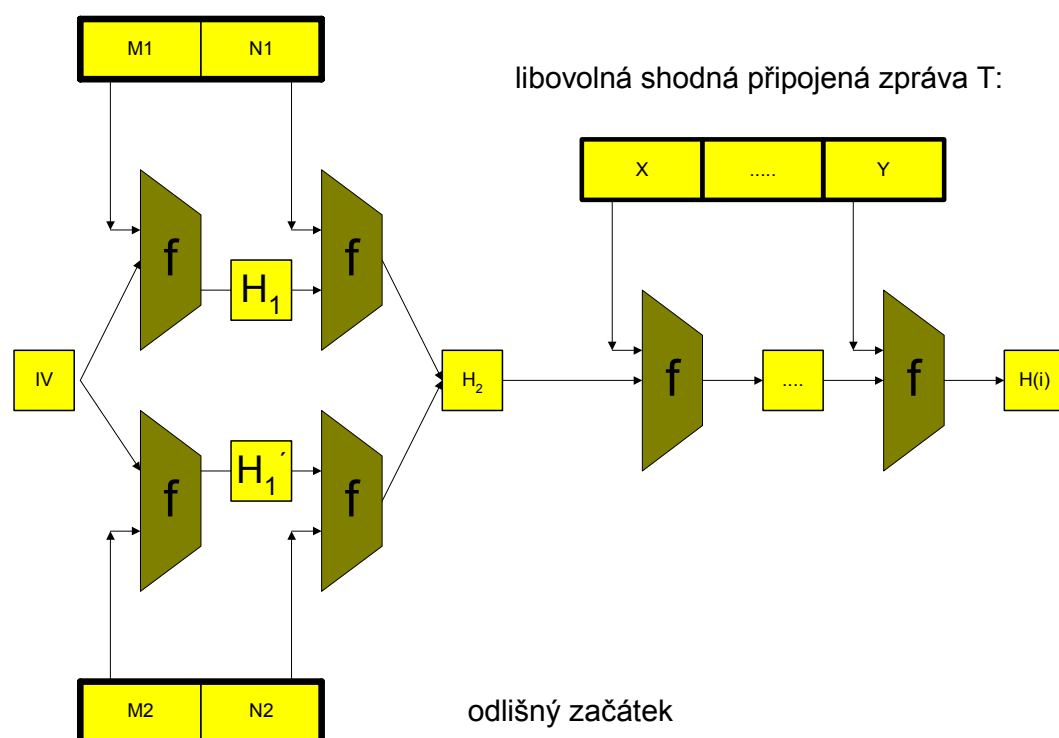 M1 N1
libovolná shodná připojená zpráva T:
X ..... Y
f f
H1
f f
IV
H2
....
H(i)
H1´
f f
M2 N2
odlišný začátek